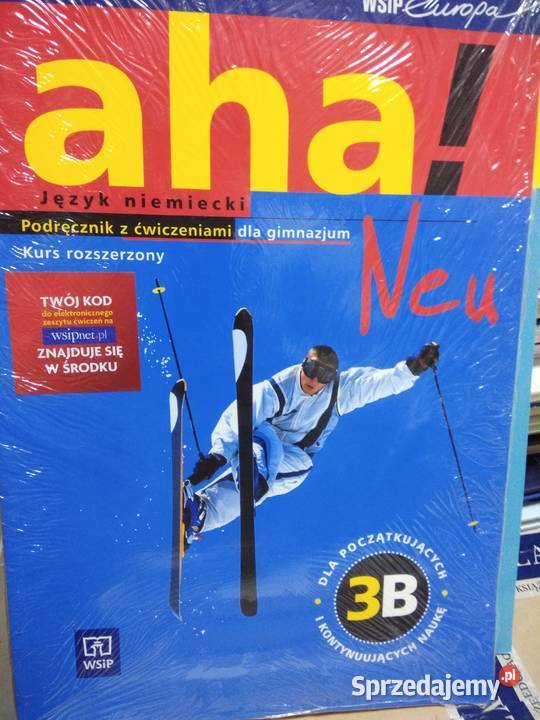 WSiP Europa
aha!
Język niemiecki
Podręcznik z ćwiczeniami dla gimnazjum
Kurs rozszerzony
Neu
TWÓJ KOD
do elektronicznego
zeszytu ćwiczeń na
wsipnet.pl
ZNAJDUJE SIĘ
W ŚRODKU
DLA POCZĄTKUJĄCYCH
3B
I KONTYNUUJĄCYCH NAUKĘ
WSiP
Sprzedajemy.pl